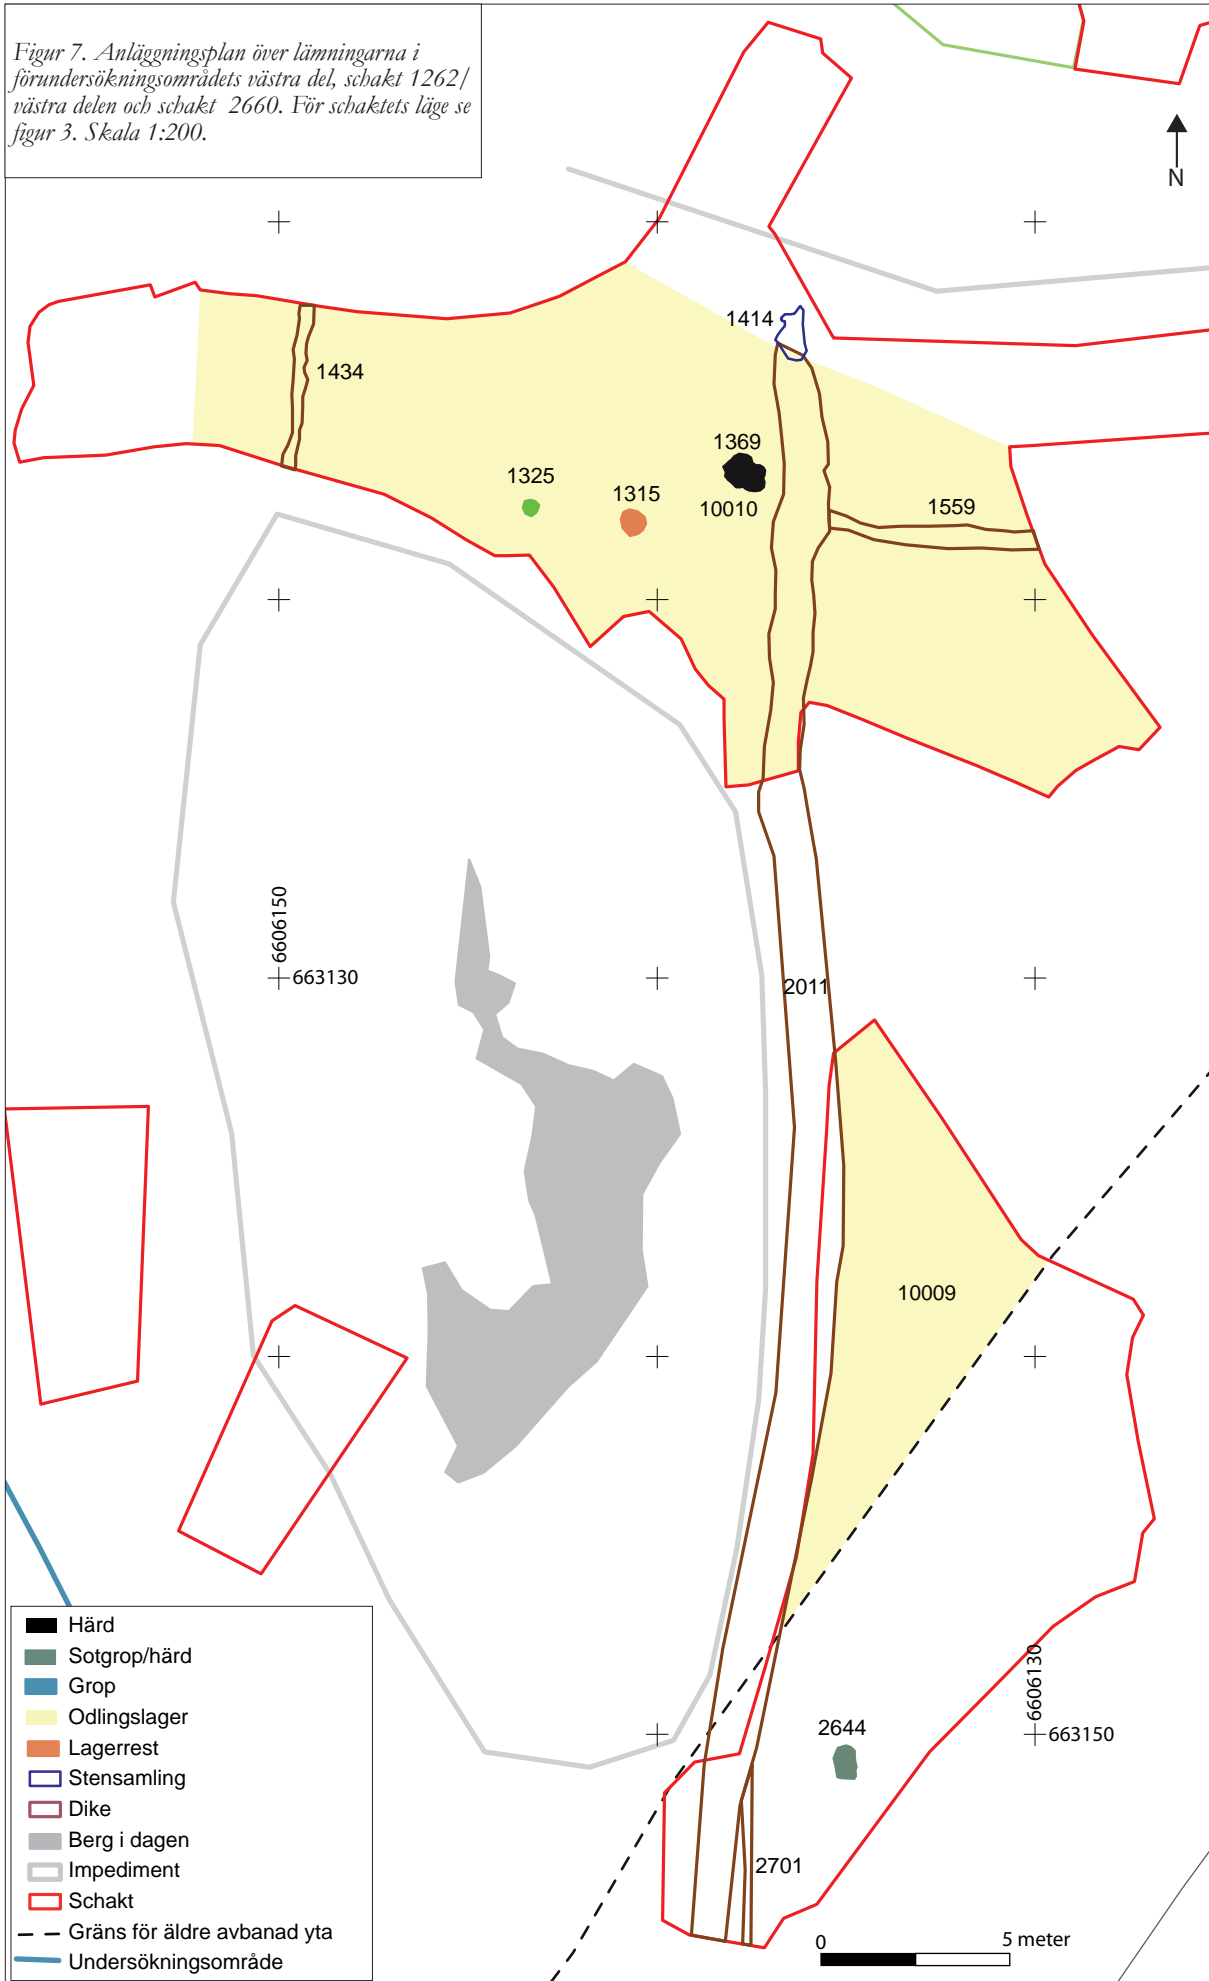 Figur 7. Anläggningsplan över lämningarna i
förundersökningsområdets västra del, schakt 1262/
västra delen och schakt 2660. För schaktets läge se
figur 3. Skala 1:200.
N
1414
1434
1369
1325
1315
10010
1559
6606150
663130
2011
10009
6606130
663150
2644
2701
Härd
Sotgrop/härd
Grop
Odlingslager
Lagerrest
Stensamling
Dike
Berg i dagen
Impediment
Schakt
Gräns för äldre avbanad yta
Undersökningsområde
0 5 meter